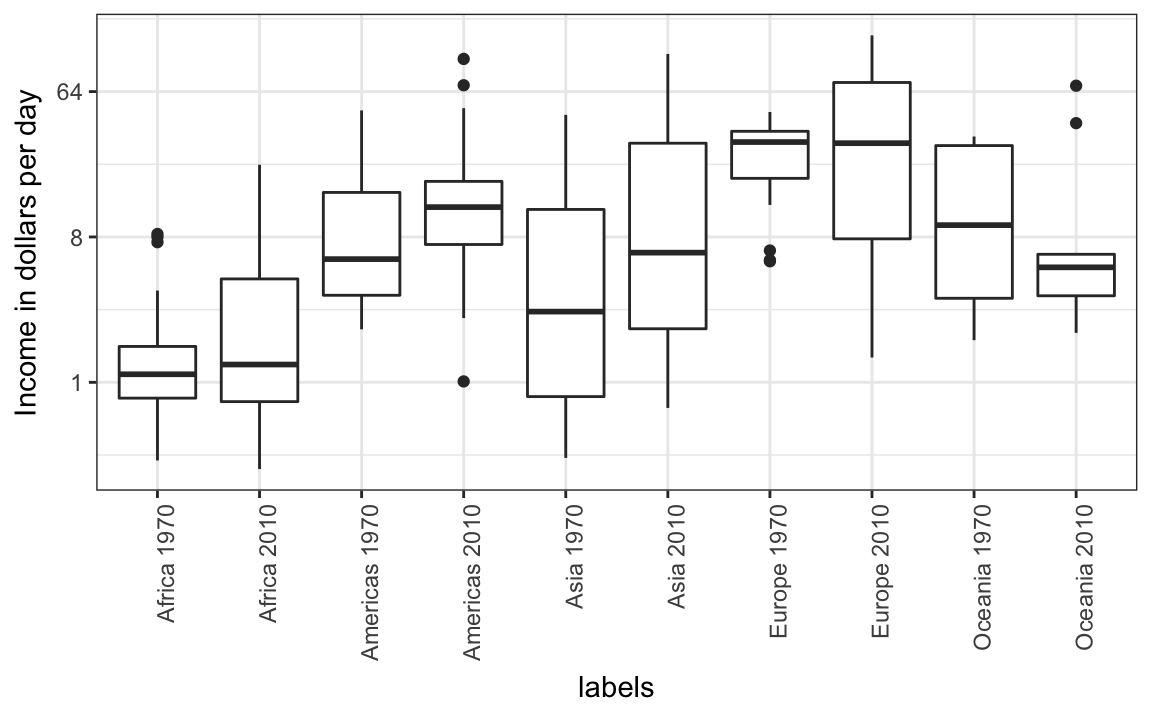 Income in dollars per day
64
8
1
Africa 1970
Africa 2010
Americas 1970
Americas 2010
Asia 1970
Asia 2010
Europe 1970
Europe 2010
Oceania 1970
Oceania 2010
labels